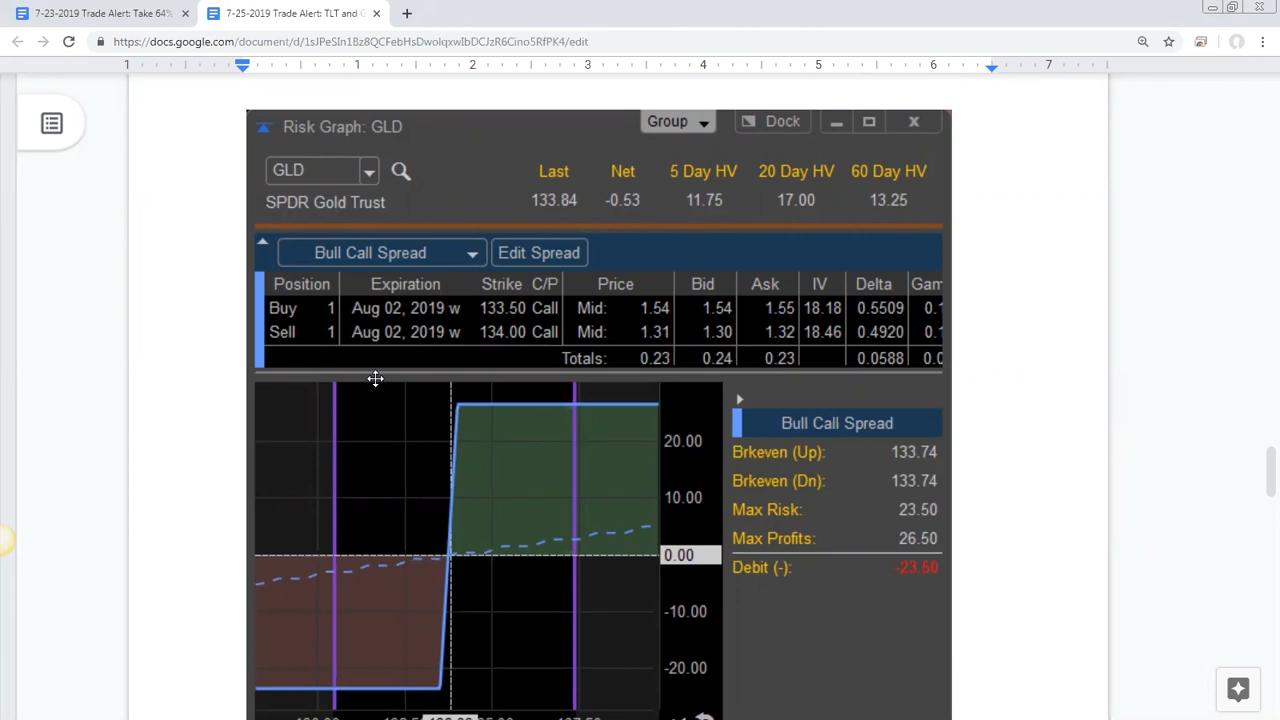 7-23-2019 Trade Alert: Take 64%
7-25-2019 Trade Alert: TLT and G
https://docs.google.com/document/d/1sJPeSIn1Bz8QCFebHsDwolqxwIbDCJzR6Cino5RfPK4/edit
1 1 2 3 4 5 6 7
Risk Graph: GLD Group Dock
GLD Last Net 5 Day HV 20 Day HV 60 Day HV
SPDR Gold Trust 133.84 -0.53 11.75 17.00 13.25
Bull Call Spread Edit Spread
Position Expiration Strike C/P Price Bid Ask IV Delta Gam
Buy 1 Aug 02, 2019 w 133.50 Call Mid: 1.54 1.54 1.55 18.18 0.5509 0.1
Sell 1 Aug 02, 2019 w 134.00 Call Mid: 1.31 1.30 1.32 18.46 0.4920 0.1
Totals: 0.23 0.24 0.23 0.0588 0.0
Bull Call Spread
20.00
Brkeven (Up): 133.74
Brkeven (Dn): 133.74
10.00
Max Risk: 23.50
Max Profits: 26.50
0.00
Debit (-): -23.50
-10.00
-20.00